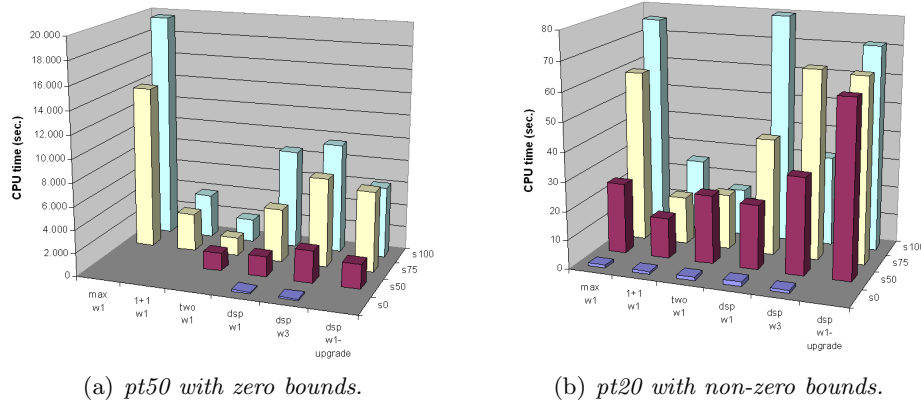 20.000
18.000
16.000
14.000
12.000
10.000
8.000
6.000
4.000
2.000
0
CPU time (sec.)
max
w1
1+1
w1
two
w1
dsp
w1
dsp
w3
dsp
w1-
upgrade
s0
s50
s75
s100
(a) pt50 with zero bounds.
80
70
60
50
40
30
20
10
0
CPU time (sec.)
max
w1
1+1
w1
two
w1
dsp
w1
dsp
w3
dsp
w1-
upgrade
s0
s50
s75
s100
(b) pt20 with non-zero bounds.